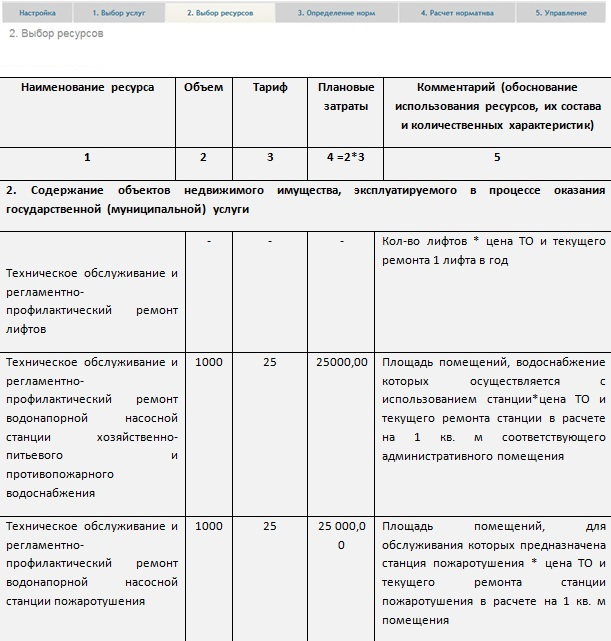 Настройка 1. Выбор услуг 2. Выбор ресурсов 3. Определение норм 4. Расчет норматива 5. Управление
2. Выбор ресурсов
Наименование ресурса Объем Тариф Плановые затраты Комментарий (обоснование
использования ресурсов, их состава
и количественных характеристик)
1 2 3 4 =2*3 5
2. Содержание объектов недвижимого имущества, эксплуатируемого в процессе оказания
государственной (муниципальной) услуги
Техническое обслуживание и
регламентно-
профилактический ремонт
лифтов
-
-
-
Кол-во лифтов * цена ТО и текущего
ремонта 1 лифта в год
Техническое обслуживание и
регламентно-
профилактический ремонт
водонапорной насосной
станции хозяйственно-
питьевого и
противопожарного
водоснабжения
1000
25
25000,00
Площадь помещений, водоснабжение
которых осуществляется с
использованием станции*цена ТО и
текущего ремонта станции в расчете
на 1 кв. м соответствующего
административного помещения
Техническое обслуживание и
регламентно-
профилактический ремонт
водонапорной насосной
станции пожаротушения
1000
25
25 000,0
0
Площадь помещений, для
обслуживания которых предназначена
станция пожаротушения * цена ТО и
текущего ремонта станции
пожаротушения в расчете на 1 кв. м
помещения